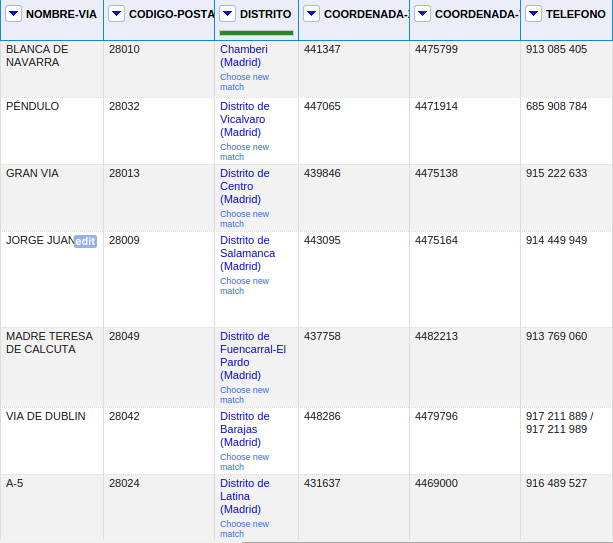 NOMBRE-VIA CODIGO-POSTA DISTRITO COORDENADA- COORDENADA- TELEFONO
BLANCA DE 28010 Chamberi 441347 4475799 913 085 405
NAVARRA (Madrid)
Choose new
match
PÉNDULO 28032 Distrito de 447065 4471914 685 908 784
Vicalvaro
(Madrid)
Choose new
match
GRAN VIA 28013 Distrito de 439846 4475138 915 222 633
Centro
(Madrid)
Choose new
match
JORGE JUAN edit 28009 Distrito de 443095 4475164 914 449 949
Salamanca
(Madrid)
Choose new
match
MADRE TERESA 28049 Distrito de 437758 4482213 913 769 060
DE CALCUTA Fuencarral-El
Pardo
(Madrid)
Choose new
match
VIA DE DUBLIN 28042 Distrito de 448286 4479796 917 211 889 /
Barajas 917 211 989
(Madrid)
Choose new
match
A-5 28024 Distrito de 431637 4469000 916 489 527
Latina
(Madrid)
Choose new
match